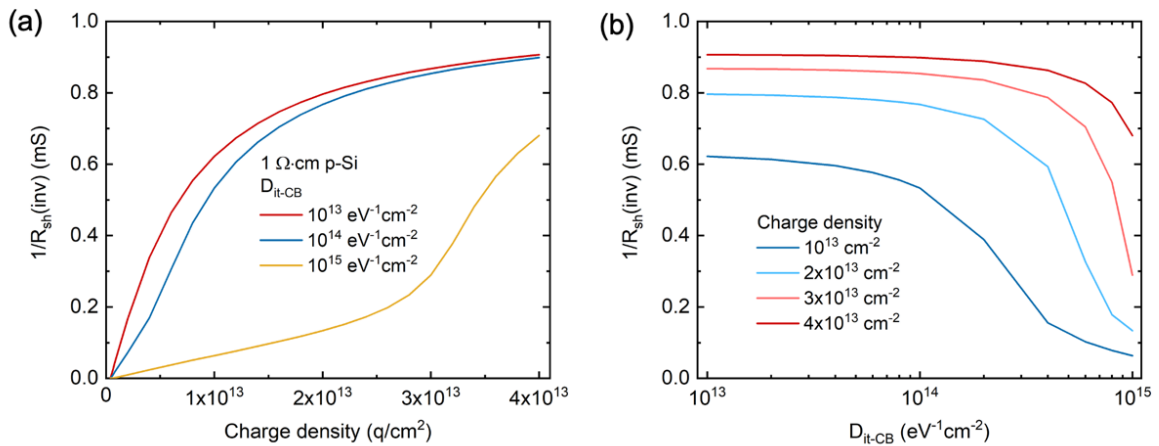 (a)
1/Rsh(inv) (mS)
1.0
0.8
0.6
0.4
0.2
0.0
1 Ω·cm p-Si
Dit-CB
10^13 eV^-1cm^-2
10^14 eV^-1cm^-2
10^15 eV^-1cm^-2
0 1x10^13 2x10^13 3x10^13 4x10^13
Charge density (q/cm^2)
(b)
1/Rsh(inv) (mS)
1.0
0.8
0.6
0.4
0.2
0.0
Charge density
10^13 cm^-2
2x10^13 cm^-2
3x10^13 cm^-2
4x10^13 cm^-2
10^13 10^14 10^15
Dit-CB (eV^-1cm^-2)